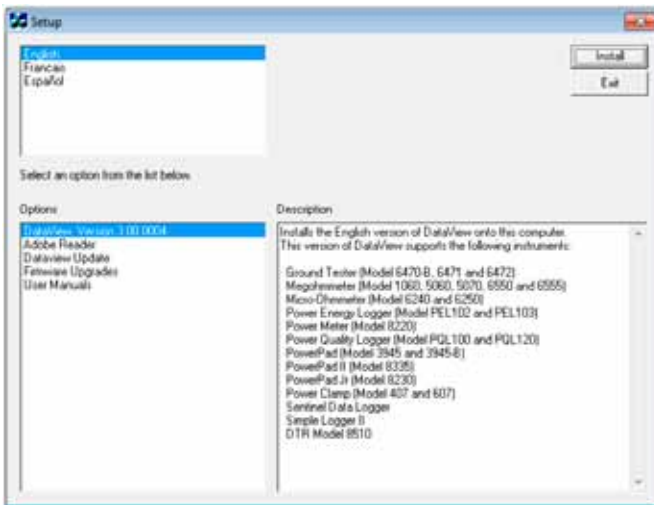 Setup
English
Francais
Español
Install
Exit
Select an option from the list below.
Options
DataView Version 3.00.0004
Adobe Reader
Dataview Update
Firmware Upgrades
User Manuals
Description
Installs the English version of DataView onto this computer.
This version of DataView supports the following instruments:
Ground Tester (Model 6470-B, 6471 and 6472)
Megohmmeter (Model 1060, 5060, 5070, 6550 and 6555)
Micro-Ohmmeter (Model 6240 and 6250)
Power Energy Logger (Model PEL102 and PEL103)
Power Meter (Model 8220)
Power Quality Logger (Model PQL100 and PQL120)
PowerPad (Model 3945 and 3945-B)
PowerPad II (Model 8335)
PowerPad Jr (Model 8230)
Power Clamp (Model 407 and 607)
Sentinel Data Logger
Simple Logger II
DTR Model 8510